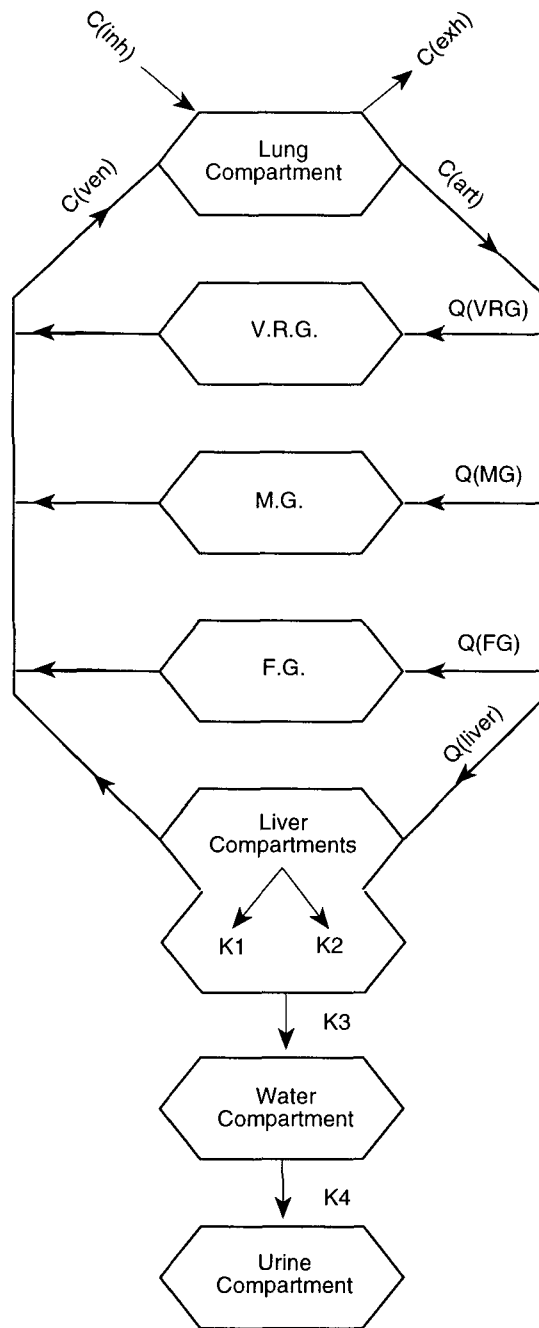 C(inh)
C(exh)
Lung
Compartment
C(ven)
C(art)
V.R.G.
Q(VRG)
M.G.
Q(MG)
F.G.
Q(FG)
Q(liver)
Liver
Compartments
K1
K2
K3
Water
Compartment
K4
Urine
Compartment